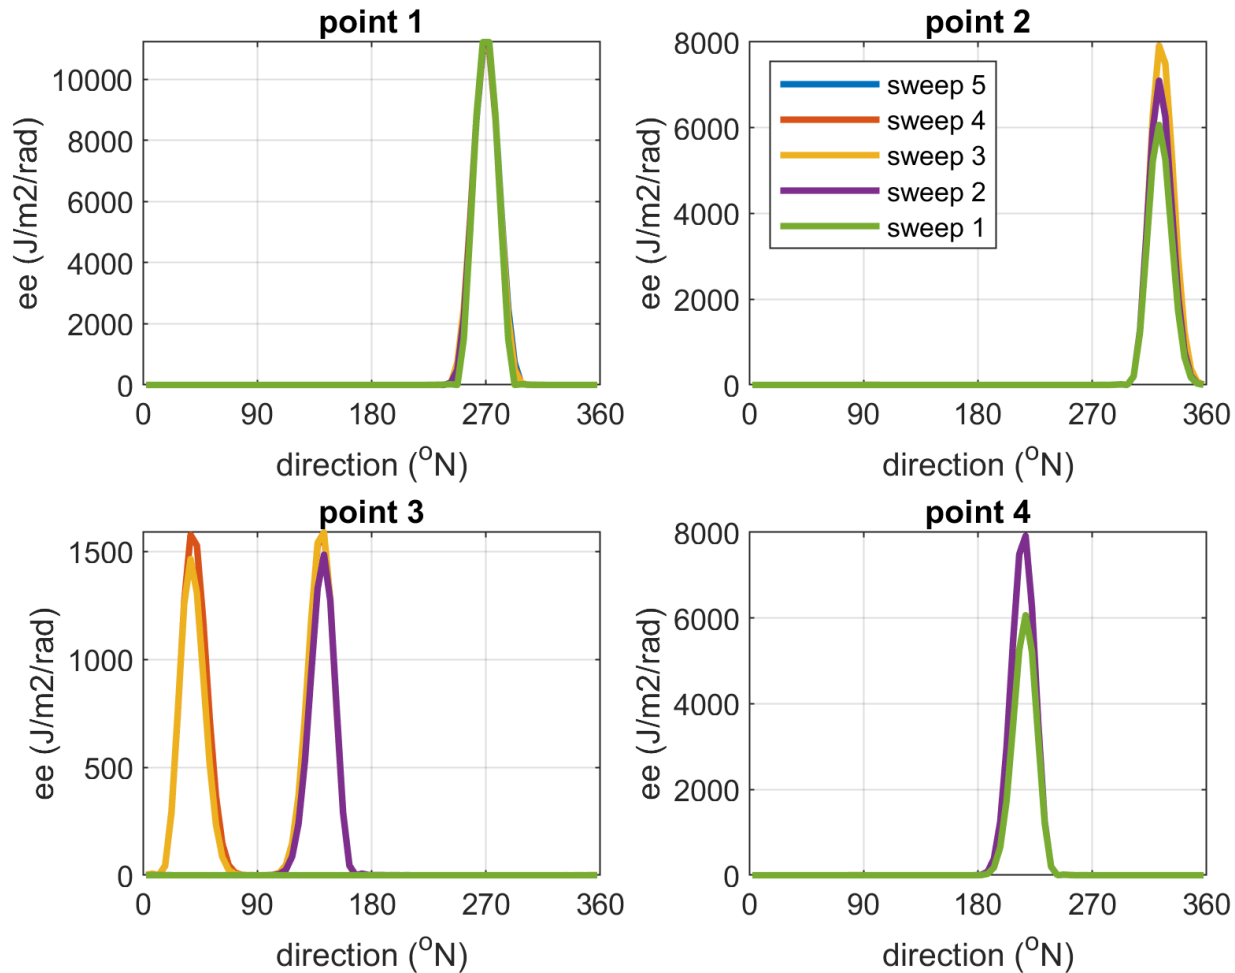 point 1
ee (J/m2/rad)
10000
8000
6000
4000
2000
0
0 90 180 270 360
direction (°N)
point 2
ee (J/m2/rad)
8000
6000
4000
2000
0
sweep 5
sweep 4
sweep 3
sweep 2
sweep 1
0 90 180 270 360
direction (°N)
point 3
ee (J/m2/rad)
1500
1000
500
0
0 90 180 270 360
direction (°N)
point 4
ee (J/m2/rad)
8000
6000
4000
2000
0
0 90 180 270 360
direction (°N)